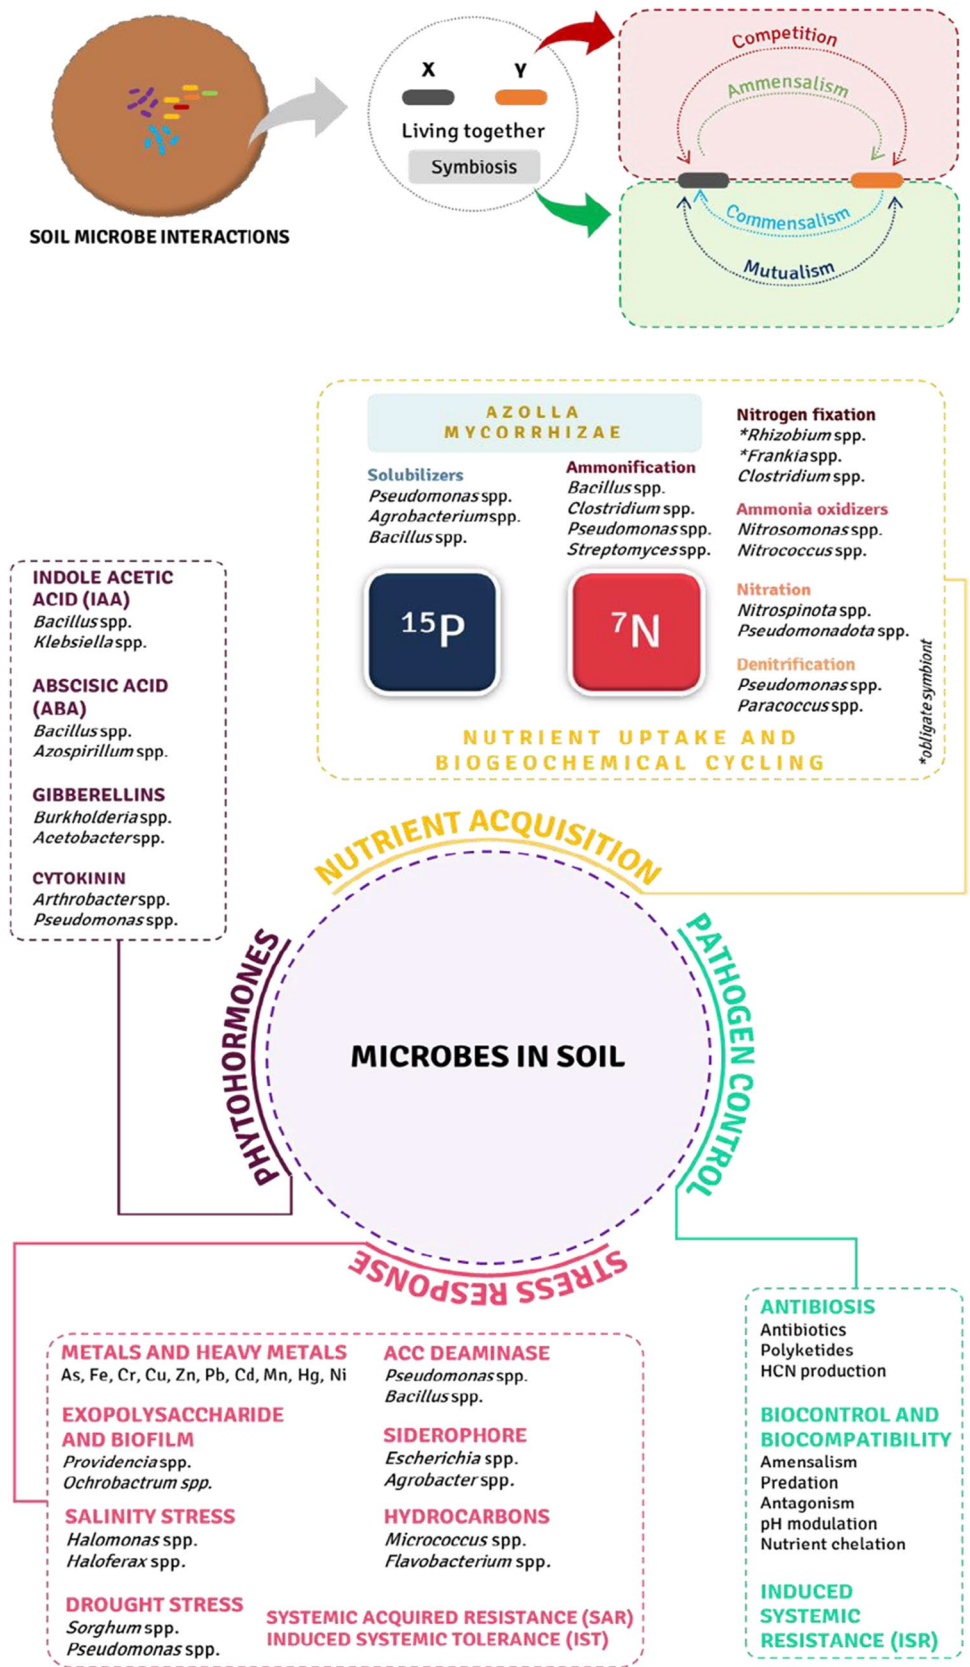 X Y
Living together
Symbiosis
Competition
Ammensalism
Commensalism
Mutualism
SOIL MICROBE INTERACTIONS
AZOLLA
MYCORRHIZAE
Solubilizers
Pseudomonas spp.
Agrobacterium spp.
Bacillus spp.
Ammonification
Bacillus spp.
Clostridium spp.
Pseudomonas spp.
Streptomyces spp.
Nitrogen fixation
*Rhizobium spp.
*Frankia spp.
Clostridium spp.
Ammonia oxidizers
Nitrosomonas spp.
Nitrococcus spp.
Nitration
Nitrospinota spp.
Pseudomonadota spp.
Denitrification
Pseudomonas spp.
Paracoccus spp.
*obligate symbiont
15P
7N
NUTRIENT UPTAKE AND
BIOGEOCHEMICAL CYCLING
INDOLE ACETIC
ACID (IAA)
Bacillus spp.
Klebsiella spp.
ABSCISIC ACID
(ABA)
Bacillus spp.
Azospirillum spp.
GIBBERELLINS
Burkholderia spp.
Acetobacter spp.
CYTOKININ
Arthrobacter spp.
Pseudomonas spp.
NUTRIENT ACQUISITION
PATHOGEN CONTROL
PHYTOHORMONES
MICROBES IN SOIL
STRESS RESPONSE
METALS AND HEAVY METALS
As, Fe, Cr, Cu, Zn, Pb, Cd, Mn, Hg, Ni
EXOPOLYSACCHARIDE
AND BIOFILM
Providencia spp.
Ochrobactrum spp.
SALINITY STRESS
Halomonas spp.
Haloferax spp.
DROUGHT STRESS
Sorghum spp.
Pseudomonas spp.
ACC DEAMINASE
Pseudomonas spp.
Bacillus spp.
SIDEROPHORE
Escherichia spp.
Agrobacter spp.
HYDROCARBONS
Micrococcus spp.
Flavobacterium spp.
SYSTEMIC ACQUIRED RESISTANCE (SAR)
INDUCED SYSTEMIC TOLERANCE (IST)
ANTIBIOSIS
Antibiotics
Polyketides
HCN production
BIOCONTROL AND
BIOCOMPATIBILITY
Amensalism
Predation
Antagonism
pH modulation
Nutrient chelation
INDUCED
SYSTEMIC
RESISTANCE (ISR)